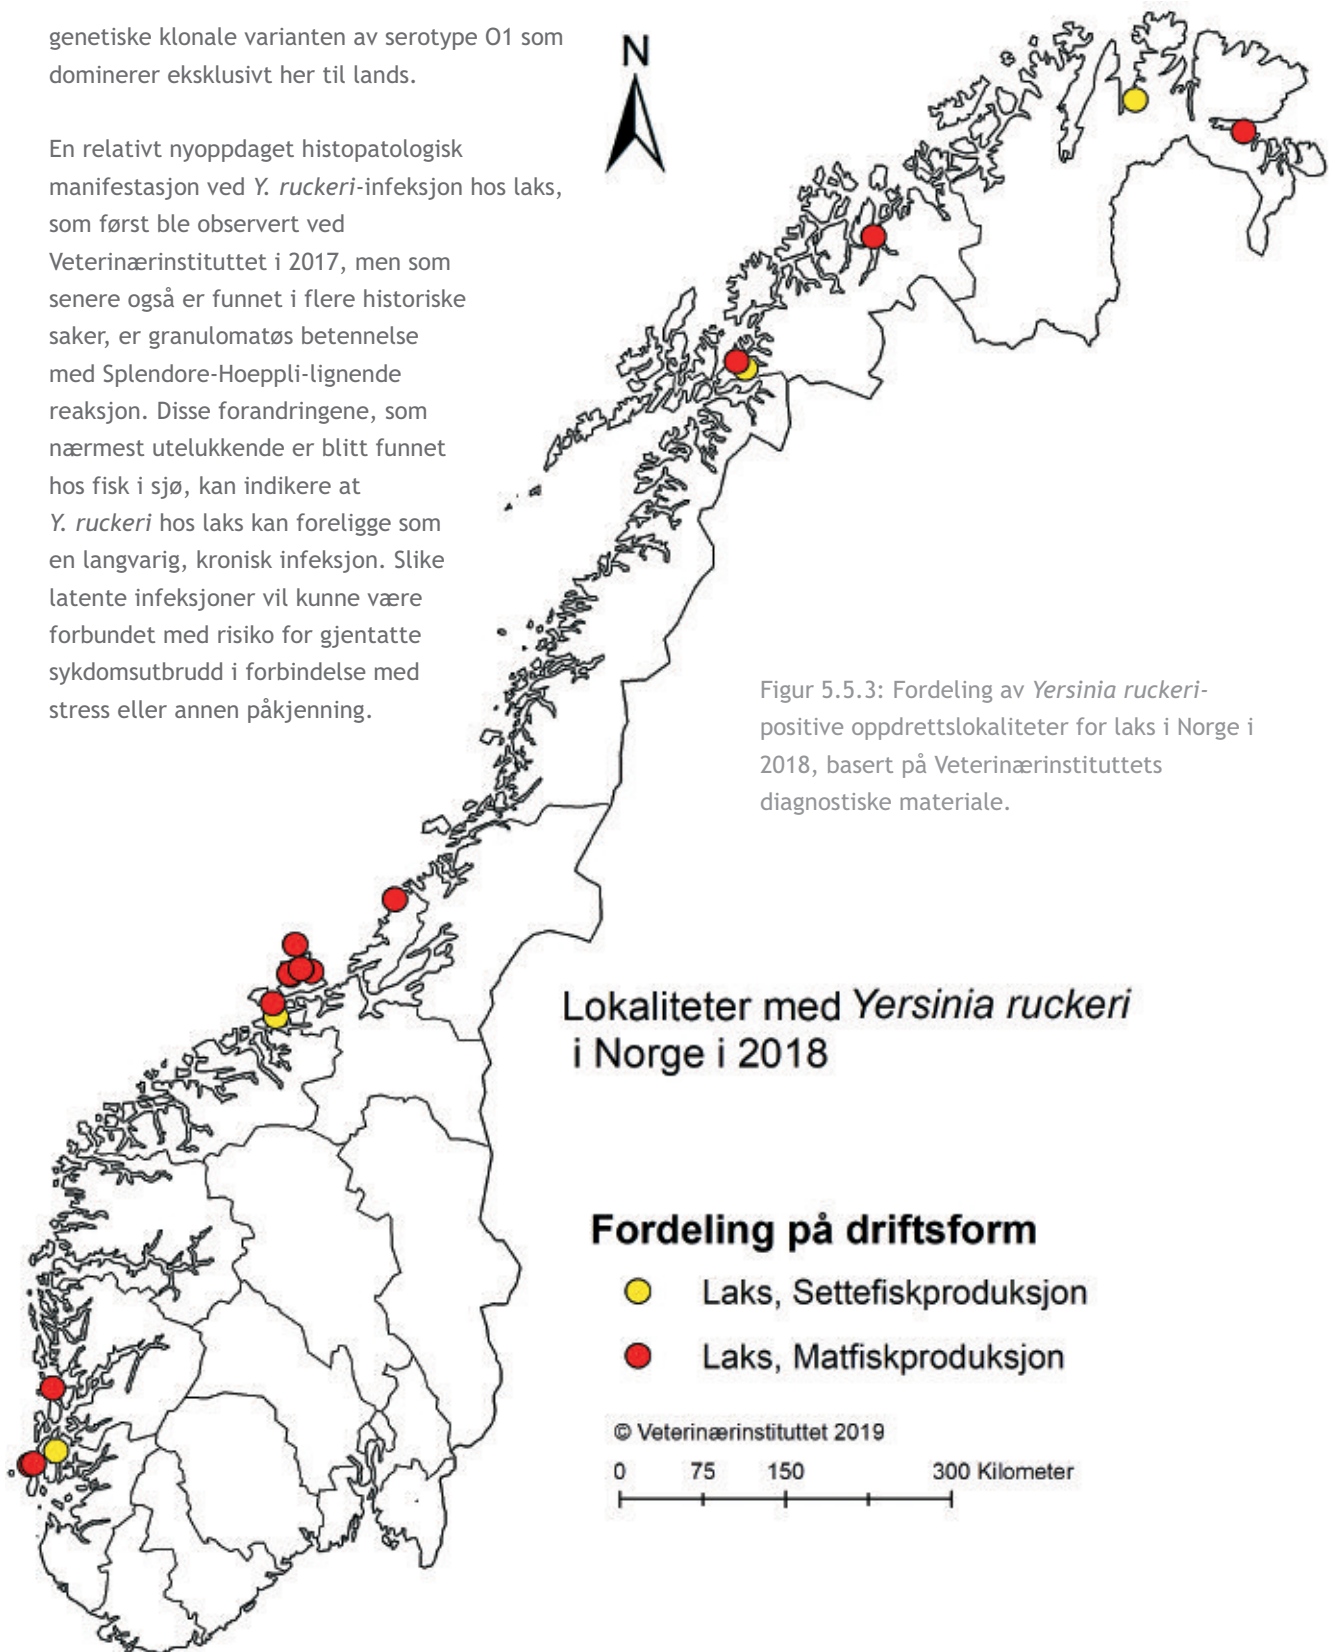 genetiske klonale varianten av serotype O1 som
dominerer eksklusivt her til lands.
En relativt nyoppdaget histopatologisk
manifestasjon ved Y. ruckeri-infeksjon hos laks,
som først ble observert ved
Veterinærinstituttet i 2017, men som
senere også er funnet i flere historiske
saker, er granulomatøs betennelse
med Splendore-Hoeppli-lignende
reaksjon. Disse forandringene, som
nærmest utelukkende er blitt funnet
hos fisk i sjø, kan indikere at
Y. ruckeri hos laks kan foreligge som
en langvarig, kronisk infeksjon. Slike
latente infeksjoner vil kunne være
forbundet med risiko for gjentatte
sykdomsutbrudd i forbindelse med
stress eller annen påkjenning.
N
Figur 5.5.3: Fordeling av Yersinia ruckeri-
positive oppdrettslokaliteter for laks i Norge i
2018, basert på Veterinærinstituttets
diagnostiske materiale.
Lokaliteter med Yersinia ruckeri
i Norge i 2018
Fordeling på driftsform
Laks, Settefiskproduksjon
Laks, Matfiskproduksjon
© Veterinærinstituttet 2019
0 75 150 300 Kilometer